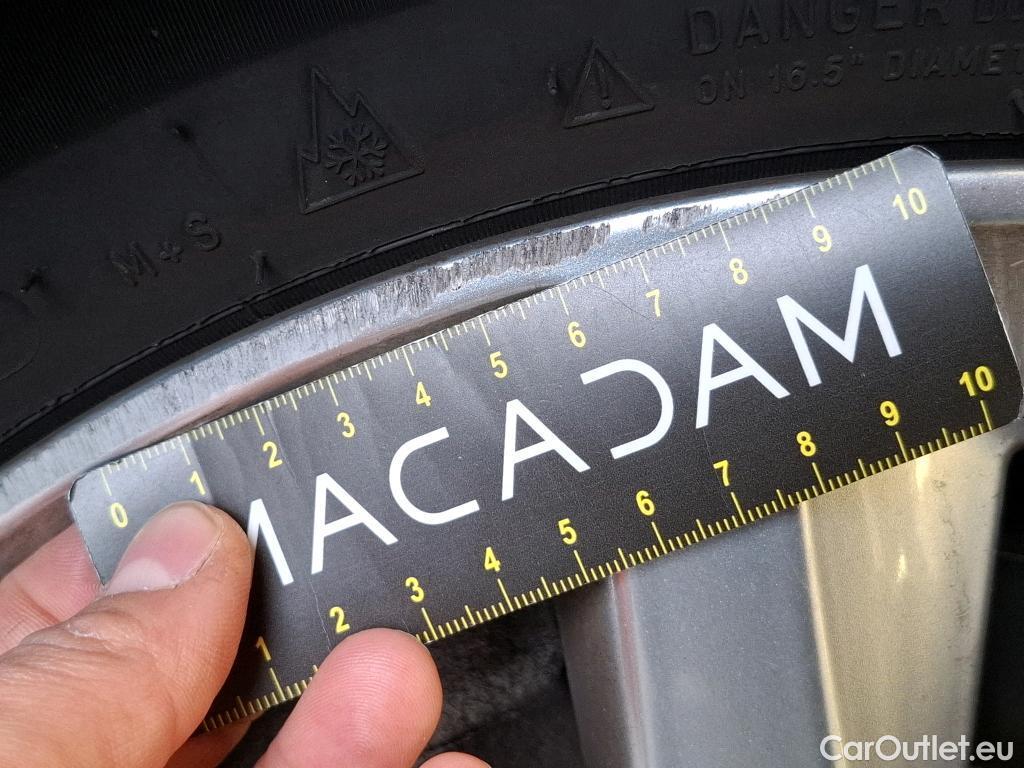 DANGER
ON 16.5" DIAMET
M+S
0 1 2 3 4 5 6 7 8 9 10
MACADAM
1 2 3 4 5 6 7 8 9 10
CarOutlet.eu